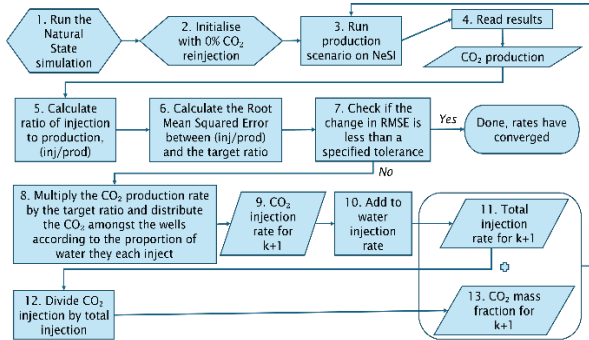 1. Run the
Natural
State
simulation
2. Initialise
with 0% CO₂
reinjection
3. Run
production
scenario on NeSI
4. Read results
CO₂ production
5. Calculate
ratio of injection
to production,
(inj/prod)
6. Calculate the Root
Mean Squared Error
between (inj/prod)
and the target ratio
7. Check if the
change in RMSE is
less than a
specified tolerance
Yes
Done, rates have
converged
No
8. Multiply the CO₂ production rate
by the target ratio and distribute
the CO₂ amongst the wells
according to the proportion of
water they each inject
9. CO₂
injection
rate for
k+1
10. Add to
water
injection
rate
11. Total
injection
rate for k+1
12. Divide CO₂
injection by total
injection
13. CO₂ mass
fraction for
k+1